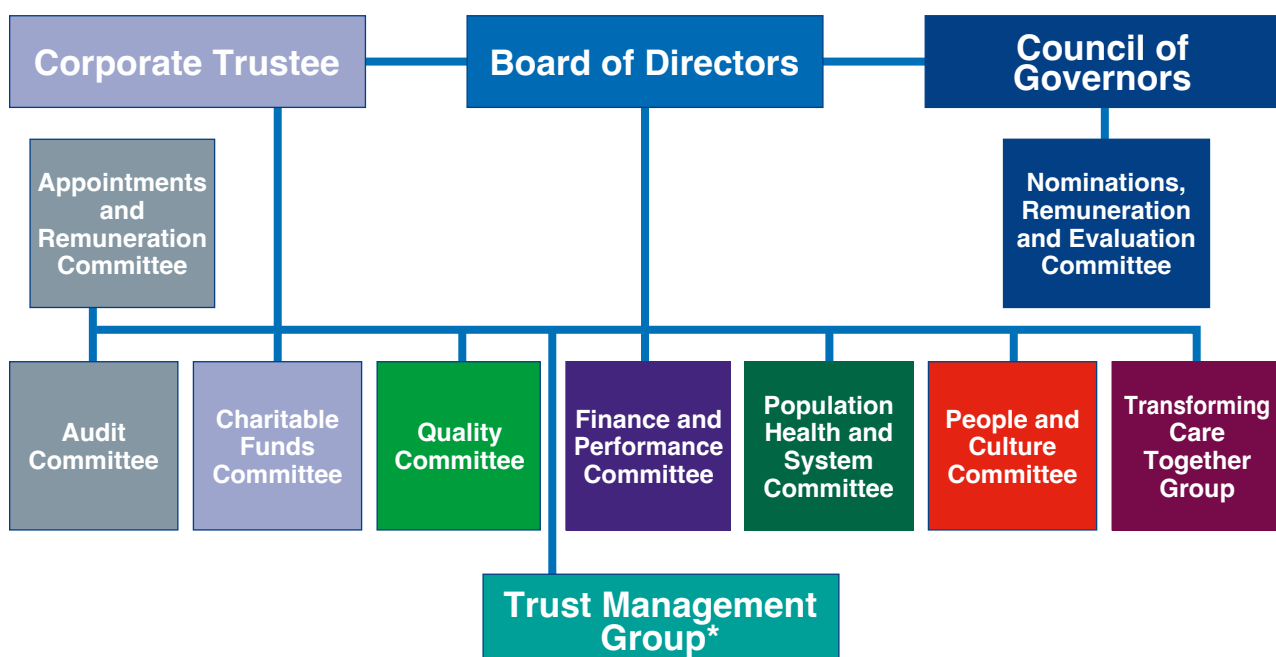 Corporate Trustee
Board of Directors
Council of
Governors
Appointments
and
Remuneration
Committee
Nominations,
Remuneration
and Evaluation
Committee
Audit
Committee
Charitable
Funds
Committee
Quality
Committee
Finance and
Performance
Committee
Population
Health and
System
Committee
People and
Culture
Committee
Transforming
Care
Together
Group
Trust Management
Group*